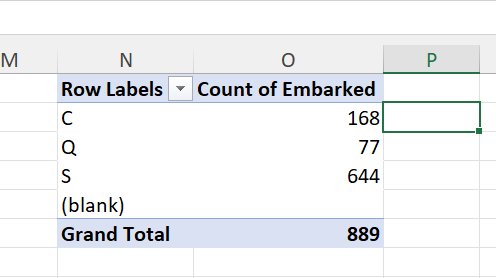 M N O P
Row Labels Count of Embarked
C 168
Q 77
S 644
(blank)
Grand Total 889